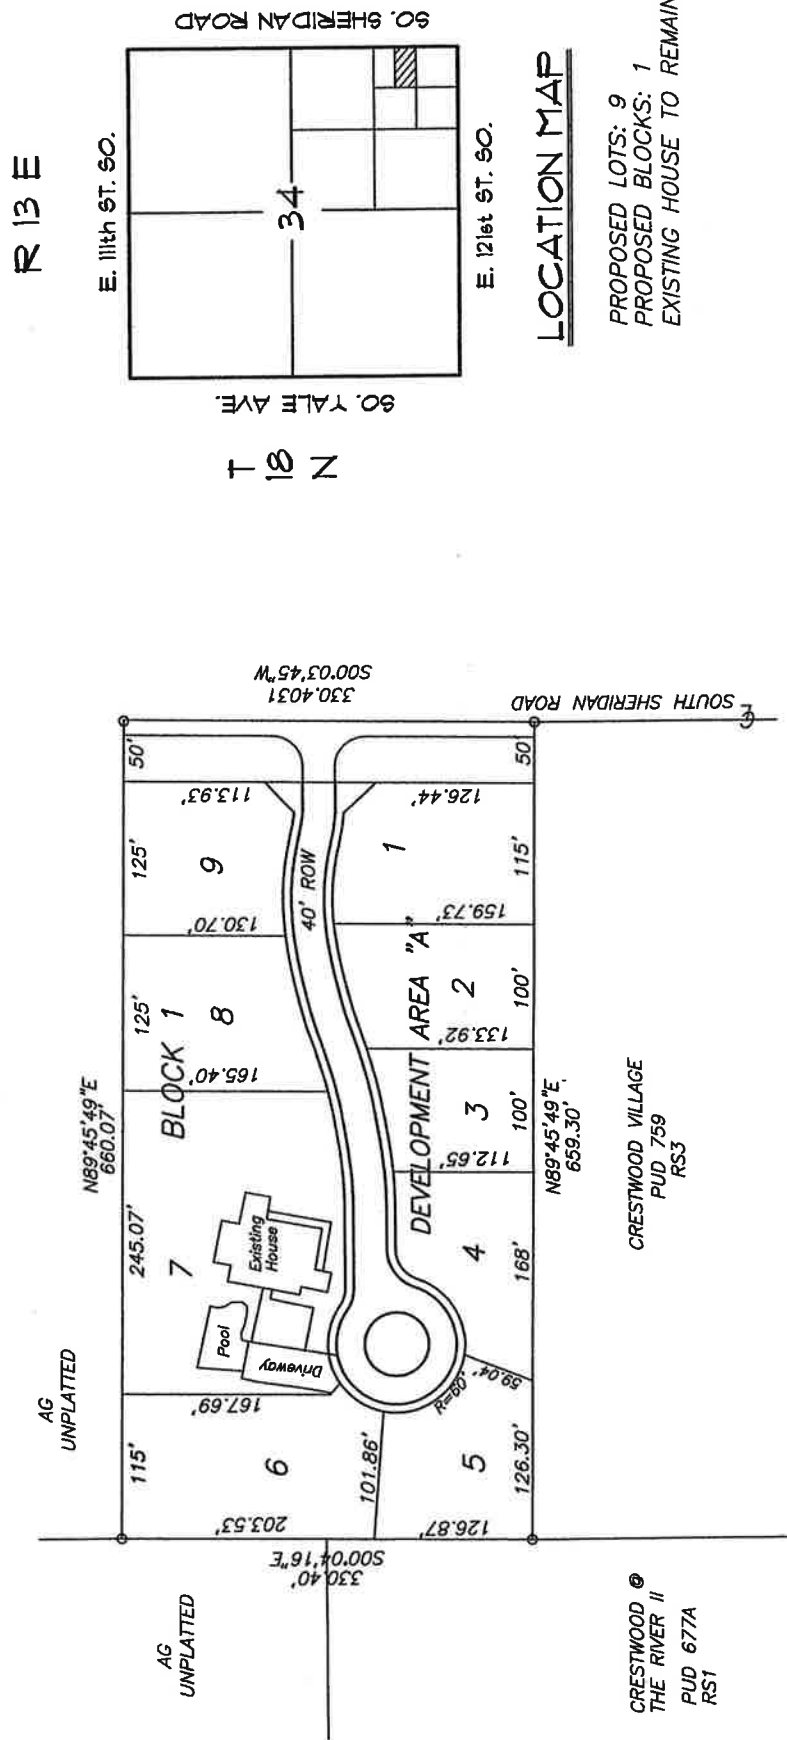 R 13 E
T
18
N
E. 111th ST. SO.
SO. YALE AVE.
34
SO. SHERIDAN ROAD
E. 121st ST. SO.
LOCATION MAP
PROPOSED LOTS: 9
PROPOSED BLOCKS: 1
EXISTING HOUSE TO REMAIN
AG
UNPLATTED
AG
UNPLATTED
N89°45'49"E
660.07'
115'
245.07'
125'
125'
50'
203.53'
6
167.69'
7
Pool
Driveway
Existing
House
BLOCK 1
165.40'
8
130.70'
9
113.93'
330.4031
S00°03'45"W
330.40'
S00°04'16"E
40' ROW
101.86'
R=60'
126.87'
5
59.04'
4
DEVELOPMENT AREA "A"
112.65'
3
133.92'
2
159.73'
1
126.44'
126.30'
168'
100'
100'
115'
50'
N89°45'49"E
659.30'
SOUTH SHERIDAN ROAD
CRESTWOOD @
THE RIVER II
PUD 677A
RS1
CRESTWOOD VILLAGE
PUD 759
RS3